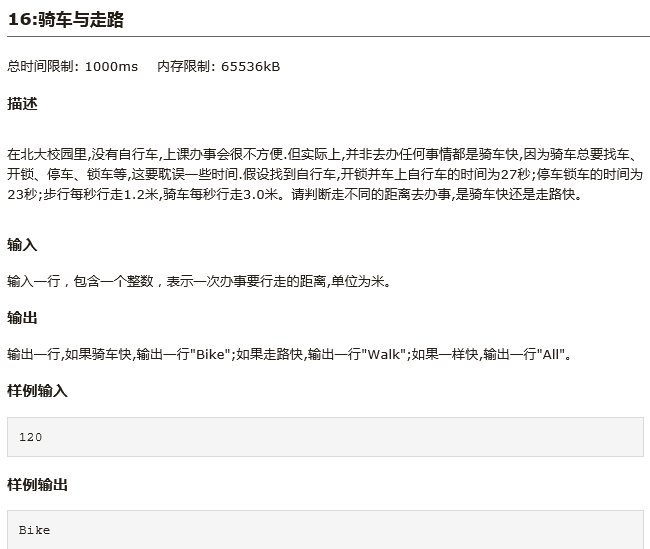 16:骑车与走路
总时间限制: 1000ms 内存限制: 65536kB
描述
在北大校园里,没有自行车,上课办事会很不方便.但实际上,并非去办任何事情都是骑车快,因为骑车总要找车、
开锁、停车、锁车等,这要耽误一些时间.假设找到自行车,开锁并车上自行车的时间为27秒;停车锁车的时间为
23秒;步行每秒行走1.2米,骑车每秒行走3.0米。请判断走不同的距离去办事,是骑车快还是走路快。
输入
输入一行，包含一个整数，表示一次办事要行走的距离,单位为米。
输出
输出一行,如果骑车快,输出一行"Bike";如果走路快,输出一行"Walk";如果一样快,输出一行"All"。
样例输入
120
样例输出
Bike